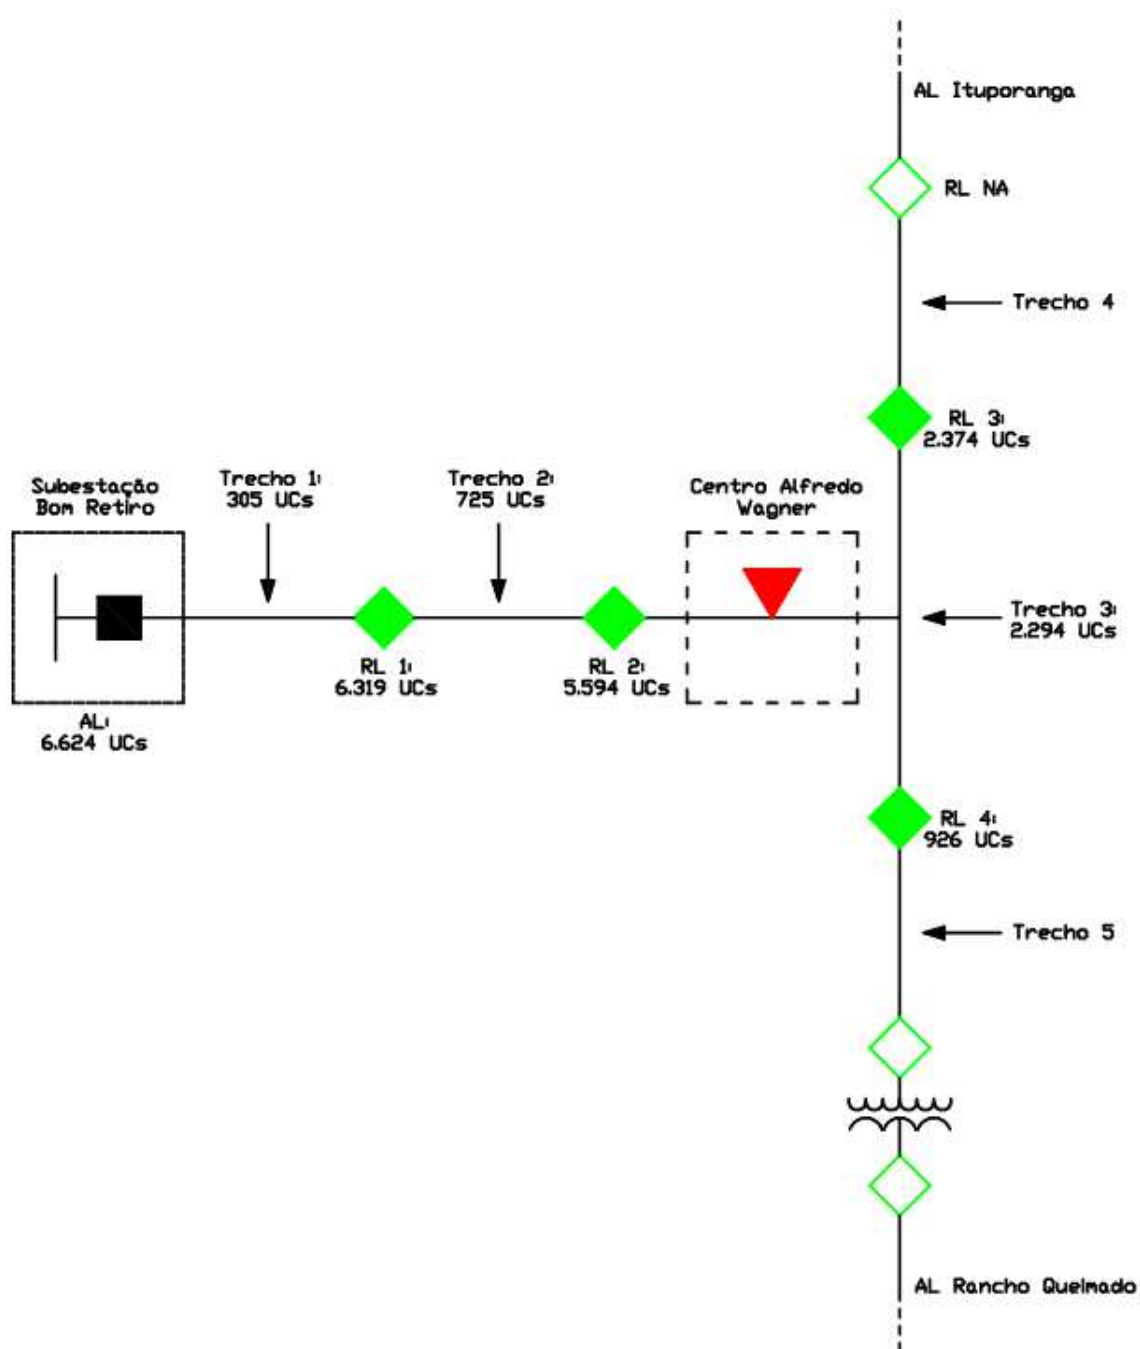 AL Ituporanga
RL NA
Trecho 4
RL 3:
2.374 UCs
Subestação
Bom Retiro
Trecho 1:
305 UCs
Trecho 2:
725 UCs
Centro Alfredo
Wagner
Trecho 3:
2.294 UCs
RL 1:
6.319 UCs
RL 2:
5.594 UCs
AL:
6.624 UCs
RL 4:
926 UCs
Trecho 5
AL Rancho Queimado